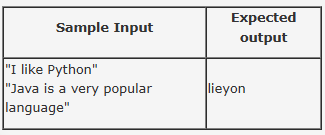 Sample Input
Expected
output
"I like Python"
"Java is a very popular
language"
lieyon